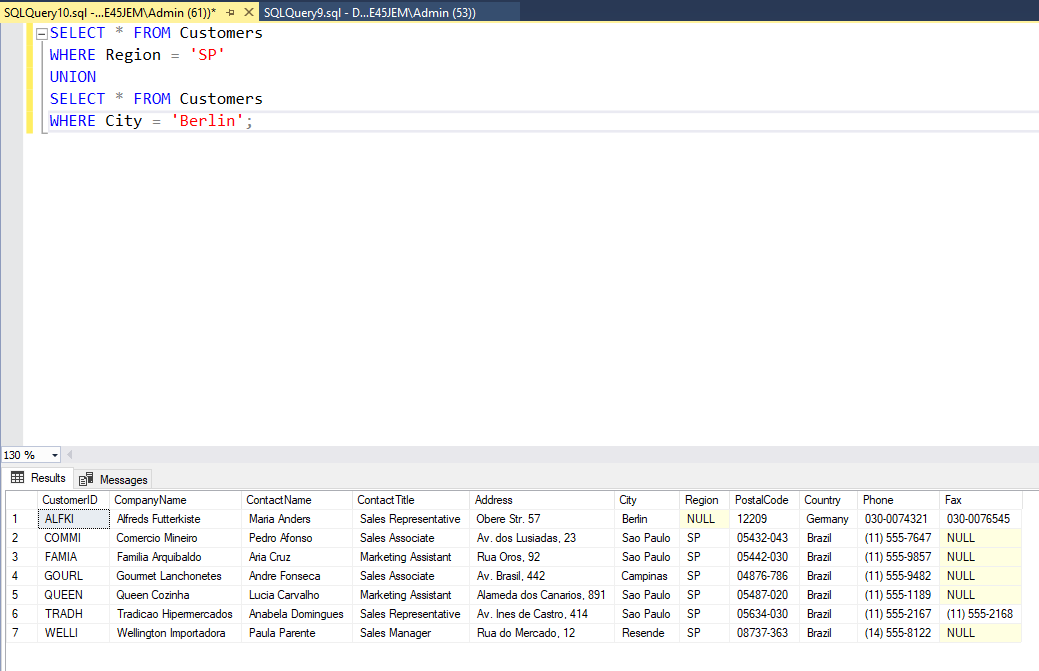 SQLQuery10.sql -...E45JEM\Admin (61))* SQLQuery9.sql - D...E45JEM\Admin (53))
SELECT * FROM Customers
WHERE Region = 'SP'
UNION
SELECT * FROM Customers
WHERE City = 'Berlin';
130 %
Results Messages
CustomerID CompanyName ContactName ContactTitle Address City Region PostalCode Country Phone Fax
1 ALFKI Alfreds Futterkiste Maria Anders Sales Representative Obere Str. 57 Berlin NULL 12209 Germany 030-0074321 030-0076545
2 COMMI Comercio Mineiro Pedro Afonso Sales Associate Av. dos Lusiadas, 23 Sao Paulo SP 05432-043 Brazil (11) 555-7647 NULL
3 FAMIA Familia Arquibaldo Aria Cruz Marketing Assistant Rua Oros, 92 Sao Paulo SP 05442-030 Brazil (11) 555-9857 NULL
4 GOURL Gourmet Lanchonetes Andre Fonseca Sales Associate Av. Brasil, 442 Campinas SP 04876-786 Brazil (11) 555-9482 NULL
5 QUEEN Queen Cozinha Lucia Carvalho Marketing Assistant Alameda dos Canarios, 891 Sao Paulo SP 05487-020 Brazil (11) 555-1189 NULL
6 TRADH Tradicao Hipermercados Anabela Domingues Sales Representative Av. Ines de Castro, 414 Sao Paulo SP 05634-030 Brazil (11) 555-2167 (11) 555-2168
7 WELLI Wellington Importadora Paula Parente Sales Manager Rua do Mercado, 12 Resende SP 08737-363 Brazil (14) 555-8122 NULL